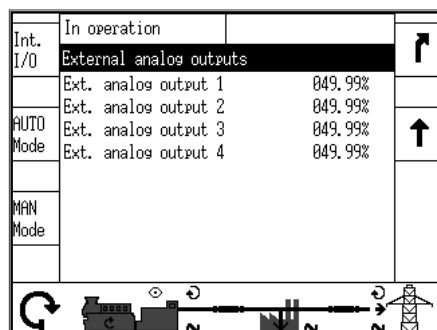 In operation
Int.
I/0
External analog outputs
Ext. analog output 1 049.99%
Ext. analog output 2 049.99%
AUTO
Mode
Ext. analog output 3 049.99%
Ext. analog output 4 049.99%
MAN
Mode